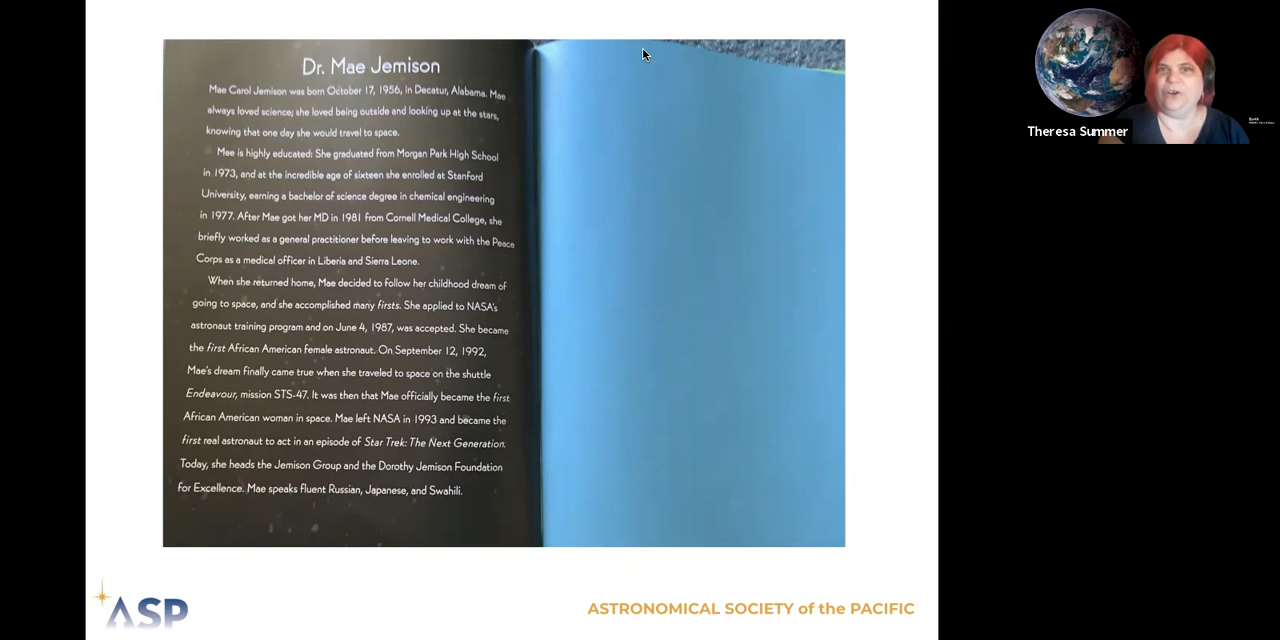 Dr. Mae Jemison
Mae Carol Jemison was born October 17, 1956, in Decatur, Alabama. Mae
always loved science; she loved being outside and looking up at the stars,
knowing that one day she would travel to space.
Mae is highly educated: She graduated from Morgan Park High School
in 1973, and at the incredible age of sixteen she enrolled at Stanford
University, earning a bachelor of science degree in chemical engineering
in 1977. After Mae got her MD in 1981 from Cornell Medical College, she
briefly worked as a general practitioner before leaving to work with the Peace
Corps as a medical officer in Liberia and Sierra Leone.
When she returned home, Mae decided to follow her childhood dream of
going to space, and she accomplished many firsts. She applied to NASA's
astronaut training program and on June 4, 1987, was accepted. She became
the first African American female astronaut. On September 12, 1992,
Mae's dream finally came true when she traveled to space on the shuttle
Endeavour, mission STS-47. It was then that Mae officially became the first
African American woman in space. Mae left NASA in 1993 and became the
first real astronaut to act in an episode of Star Trek: The Next Generation.
Today, she heads the Jemison Group and the Dorothy Jemison Foundation
for Excellence. Mae speaks fluent Russian, Japanese, and Swahili.
ASP
ASTRONOMICAL SOCIETY of the PACIFIC
Theresa Summer